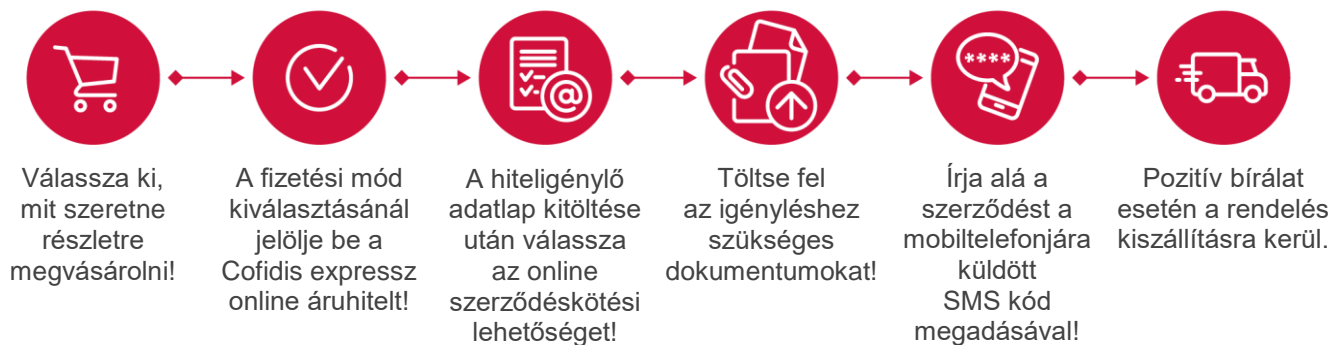 ****
@
Válassza ki,
mit szeretne
részletre
megvásárolni!
A fizetési mód
kiválasztásánál
jelölje be a
Cofidis expressz
online áruhitelt!
A hiteligénylő
adatlap kitöltése
után válassza
az online
szerződéskötési
lehetőséget!
Töltse fel
az igényléshez
szükséges
dokumentumokat!
Írja alá a
szerződést a
mobiltelefonjára
küldött
SMS kód
megadásával!
Pozitív bírálat
esetén a rendelés
kiszállításra kerül.